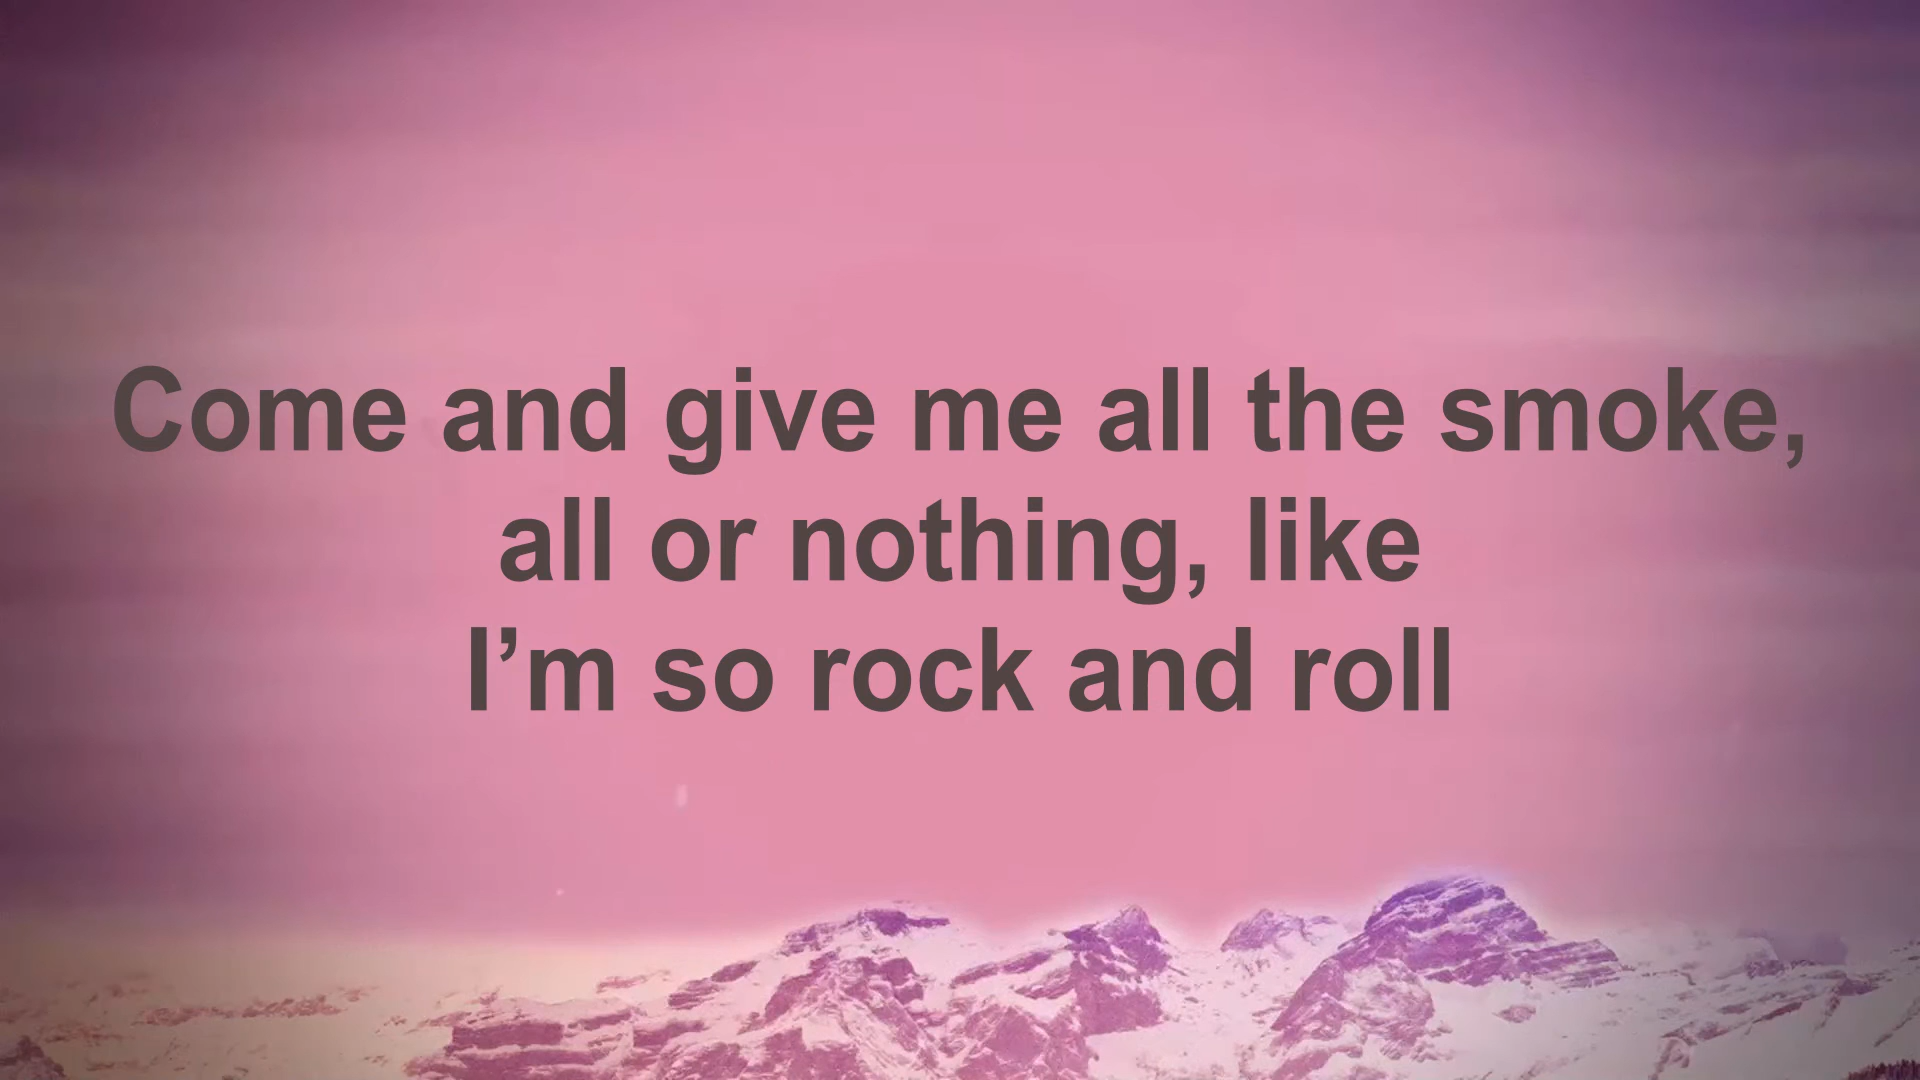 Come and give me all the smoke,
all or nothing, like
I’m so rock and roll